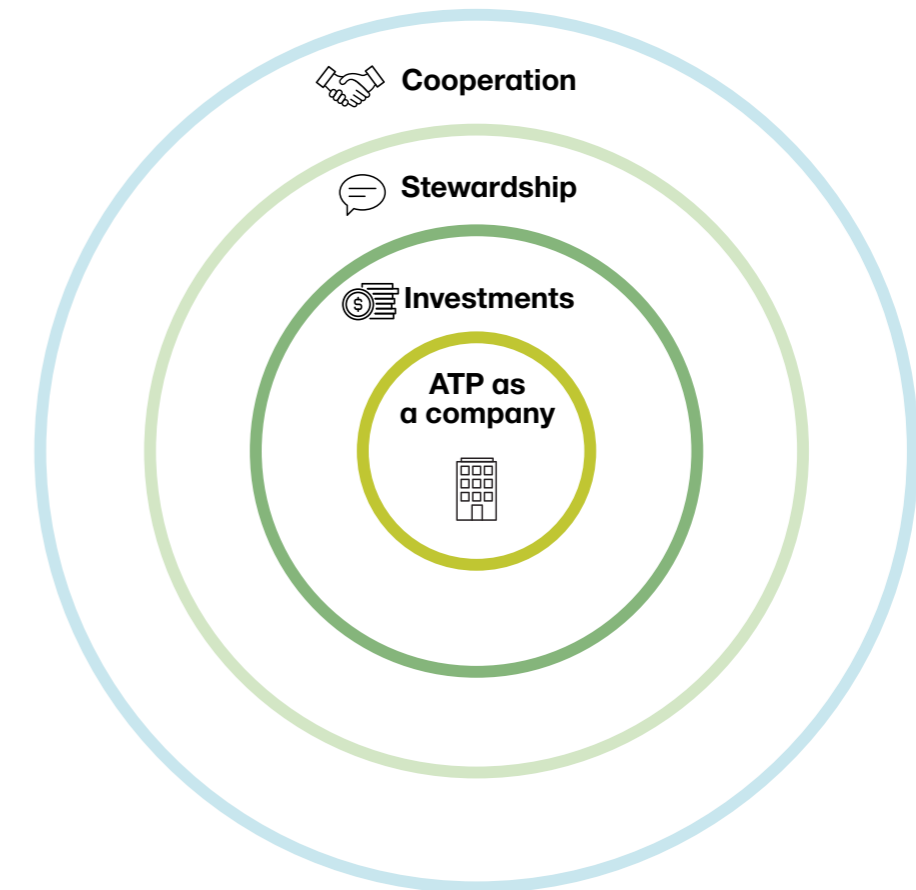 Cooperation
Stewardship
$ Investments
ATP as
a company